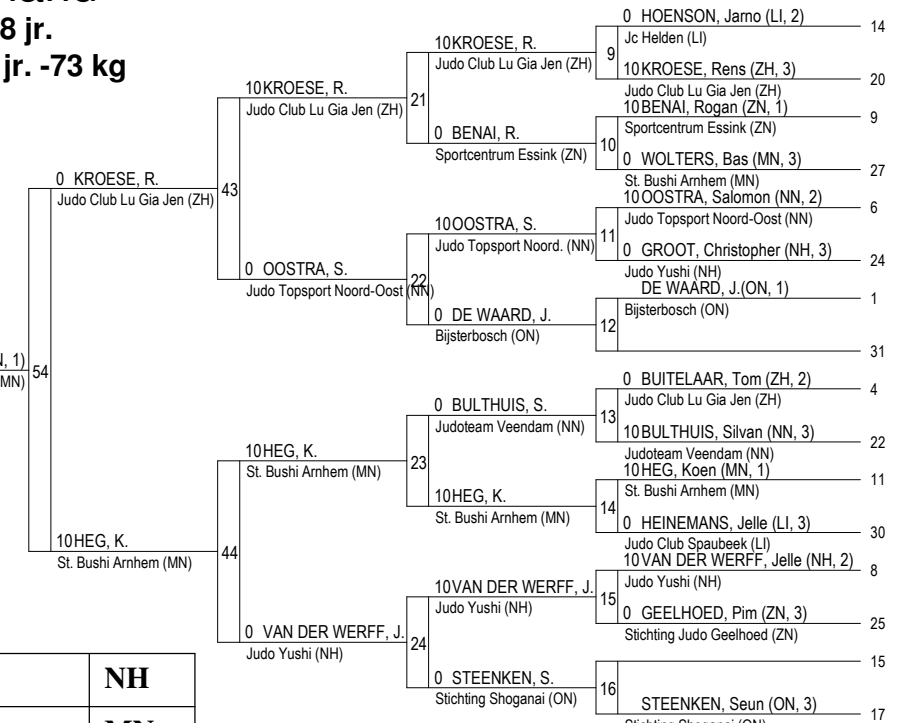 8 jr.
jr. -73 kg
0 HOENSON, Jarno (LI, 2)
14
Jc Helden (LI)
9
10 KROESE, Rens (ZH, 3)
20
Judo Club Lu Gia Jen (ZH)
10 BENAI, Rogan (ZN, 1)
9
Sportcentrum Essink (ZN)
10
0 WOLTERS, Bas (MN, 3)
27
St. Bushi Arnhem (MN)
10 OOSTRA, Salomon (NN, 2)
6
Judo Topsport Noord-Oost (NN)
11
0 GROOT, Christopher (NH, 3)
24
Judo Yushi (NH)
DE WAARD, J.(ON, 1)
1
Bijsterbosch (ON)
12
31
0 BUITELAAR, Tom (ZH, 2)
4
Judo Club Lu Gia Jen (ZH)
13
10 BULTHUIS, Silvan (NN, 3)
22
Judoteam Veendam (NN)
10 HEG, Koen (MN, 1)
11
St. Bushi Arnhem (MN)
14
0 HEINEMANS, Jelle (LI, 3)
30
Judo Club Spaubeek (LI)
10 VAN DER WERFF, Jelle (NH, 2)
8
Judo Yushi (NH)
15
0 GEELHOED, Pim (ZN, 3)
25
Stichting Judo Geelhoed (ZN)
15
16
STEENKEN, Seun (ON, 3)
17
Stichting Shoganai (ON)
10 KROESE, R.
Judo Club Lu Gia Jen (ZH)
21
0 BENAI, R.
Sportcentrum Essink (ZN)
10 OOSTRA, S.
Judo Topsport Noord. (NN)
22
0 DE WAARD, J.
Bijsterbosch (ON)
0 BULTHUIS, S.
Judoteam Veendam (NN)
23
10 HEG, K.
St. Bushi Arnhem (MN)
10 VAN DER WERFF, J.
Judo Yushi (NH)
24
0 STEENKEN, S.
Stichting Shoganai (ON)
10 KROESE, R.
Judo Club Lu Gia Jen (ZH)
43
0 OOSTRA, S.
Judo Topsport Noord-Oost (NN)
10 HEG, K.
St. Bushi Arnhem (MN)
44
0 VAN DER WERFF, J.
Judo Yushi (NH)
0 KROESE, R.
Judo Club Lu Gia Jen (ZH)
54
10 HEG, K.
St. Bushi Arnhem (MN)
, 1)
MN)
NH